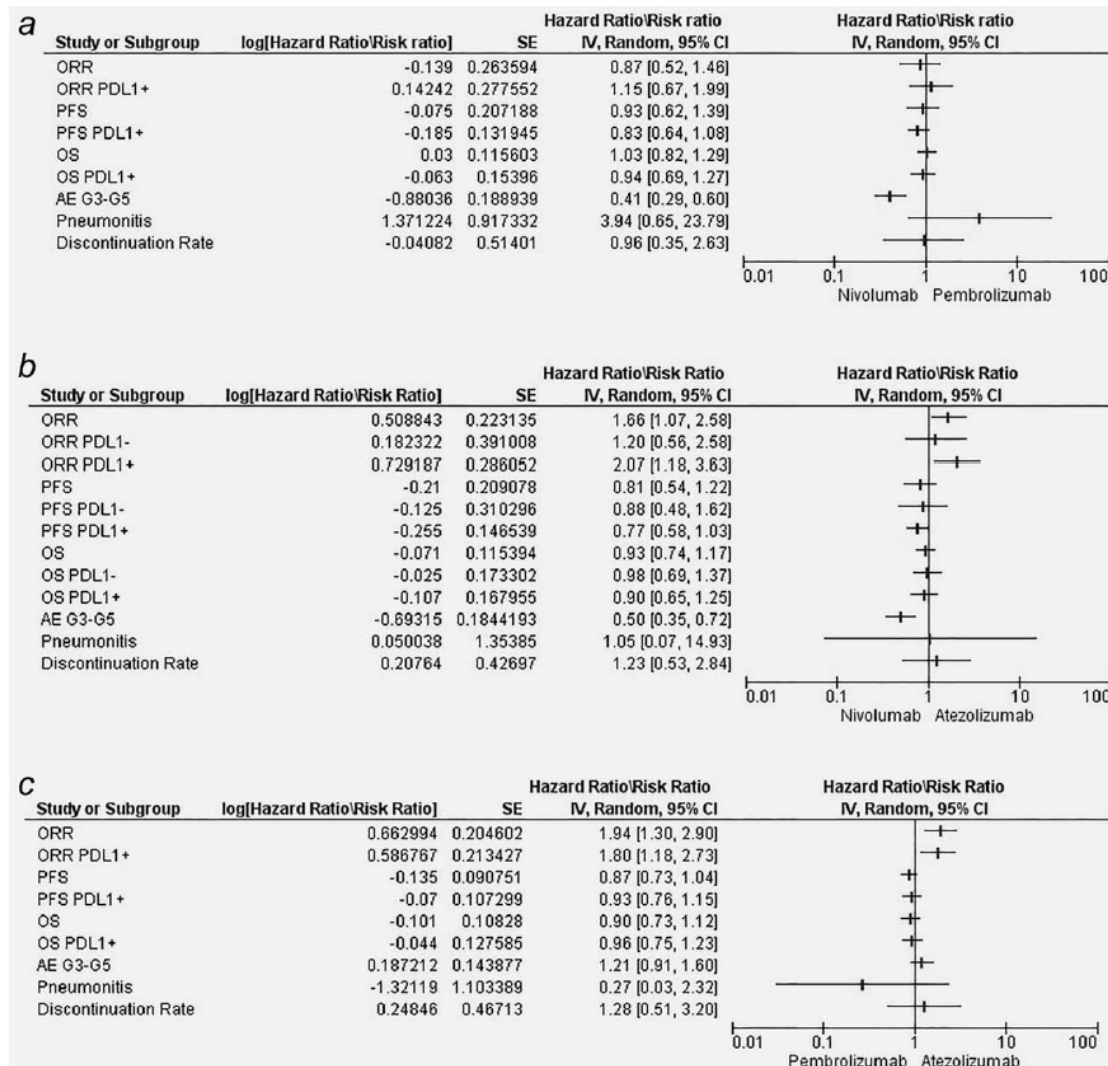 a
Hazard Ratio\Risk ratio Hazard Ratio\Risk ratio
Study or Subgroup log[Hazard Ratio\Risk ratio] SE IV, Random, 95% CI IV, Random, 95% CI
ORR -0.139 0.263594 0.87 [0.52, 1.46]
ORR PDL1+ 0.14242 0.277552 1.15 [0.67, 1.99]
PFS -0.075 0.207188 0.93 [0.62, 1.39]
PFS PDL1+ -0.185 0.131945 0.83 [0.64, 1.08]
OS 0.03 0.115603 1.03 [0.82, 1.29]
OS PDL1+ -0.063 0.15396 0.94 [0.69, 1.27]
AE G3-G5 -0.88036 0.188939 0.41 [0.29, 0.60]
Pneumonitis 1.371224 0.917332 3.94 [0.65, 23.79]
Discontinuation Rate -0.04082 0.51401 0.96 [0.35, 2.63]
0.01 0.1 1 10 100
Nivolumab Pembrolizumab
b
Hazard Ratio\Risk Ratio Hazard Ratio\Risk Ratio
Study or Subgroup log[Hazard Ratio\Risk Ratio] SE IV, Random, 95% CI IV, Random, 95% CI
ORR 0.508843 0.223135 1.66 [1.07, 2.58]
ORR PDL1- 0.182322 0.391008 1.20 [0.56, 2.58]
ORR PDL1+ 0.729187 0.286052 2.07 [1.18, 3.63]
PFS -0.21 0.209078 0.81 [0.54, 1.22]
PFS PDL1- -0.125 0.310296 0.88 [0.48, 1.62]
PFS PDL1+ -0.255 0.146539 0.77 [0.58, 1.03]
OS -0.071 0.115394 0.93 [0.74, 1.17]
OS PDL1- -0.025 0.173302 0.98 [0.69, 1.37]
OS PDL1+ -0.107 0.167955 0.90 [0.65, 1.25]
AE G3-G5 -0.69315 0.1844193 0.50 [0.35, 0.72]
Pneumonitis 0.050038 1.35385 1.05 [0.07, 14.93]
Discontinuation Rate 0.20764 0.42697 1.23 [0.53, 2.84]
0.01 0.1 1 10 100
Nivolumab Atezolizumab
c
Hazard Ratio\Risk Ratio Hazard Ratio\Risk Ratio
Study or Subgroup log[Hazard Ratio\Risk Ratio] SE IV, Random, 95% CI IV, Random, 95% CI
ORR 0.662994 0.204602 1.94 [1.30, 2.90]
ORR PDL1+ 0.586767 0.213427 1.80 [1.18, 2.73]
PFS -0.135 0.090751 0.87 [0.73, 1.04]
PFS PDL1+ -0.07 0.107299 0.93 [0.76, 1.15]
OS -0.101 0.10828 0.90 [0.73, 1.12]
OS PDL1+ -0.044 0.127585 0.96 [0.75, 1.23]
AE G3-G5 0.187212 0.143877 1.21 [0.91, 1.60]
Pneumonitis -1.32119 1.103389 0.27 [0.03, 2.32]
Discontinuation Rate 0.24846 0.46713 1.28 [0.51, 3.20]
0.01 0.1 1 10 100
Pembrolizumab Atezolizumab